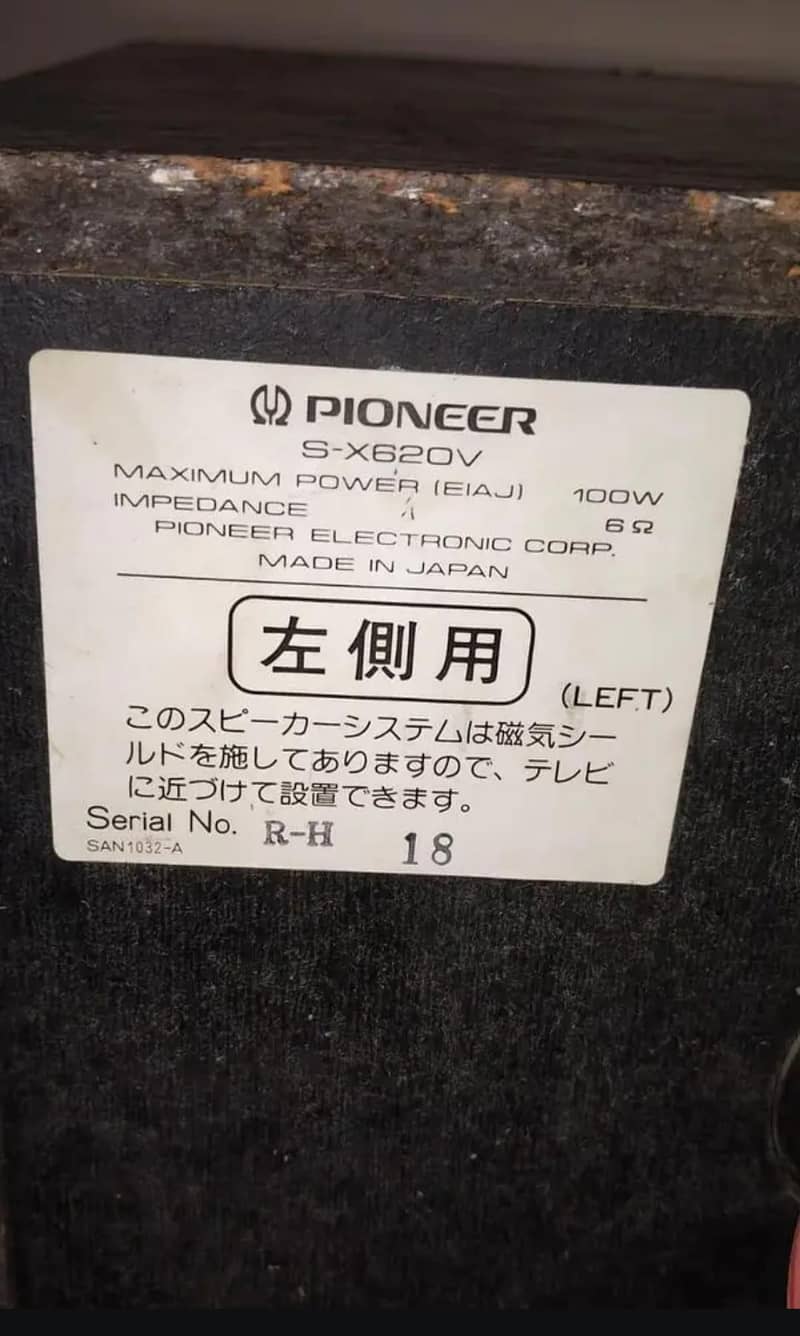 PIONEER
S-X620V
MAXIMUM POWER (EIAJ) 100W
IMPEDANCE 6Ω
PIONEER ELECTRONIC CORP.
MADE IN JAPAN
左側用
(LEFT)
このスピーカーシステムは磁気シー
ルドを施してありますので、テレビ
に近づけて設置できます。
Serial No. R-H 18
SAN1032-A